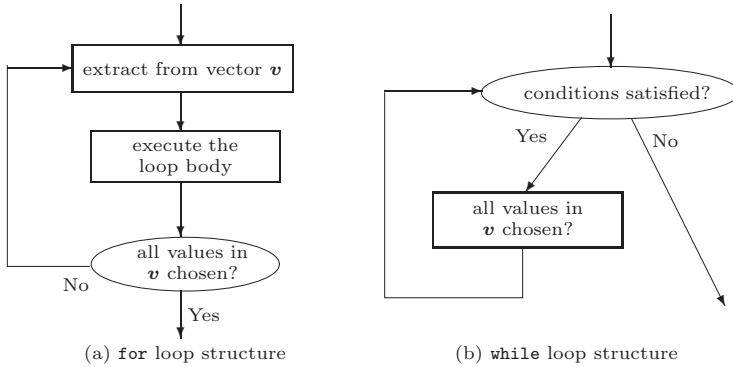 extract from vector v
execute the
loop body
all values in
v chosen?
No
Yes
(a) for loop structure
conditions satisfied?
Yes
No
all values in
v chosen?
(b) while loop structure